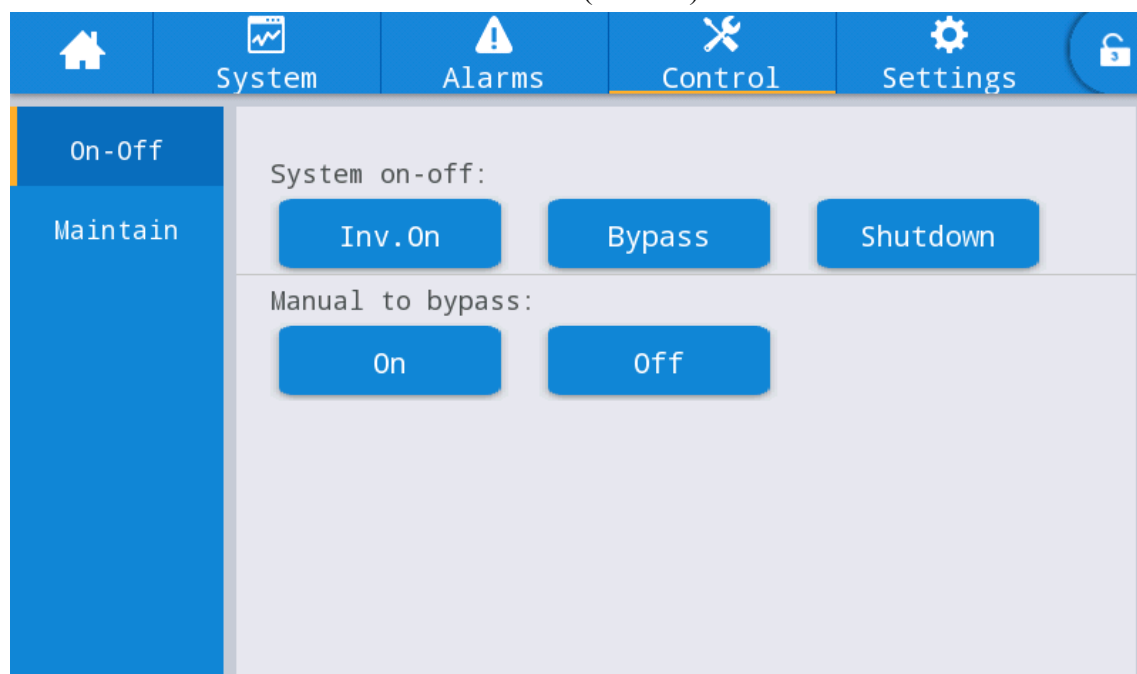 System Alarms Control Settings 3
On-Off
Maintain
System on-off:
Inv.On Bypass Shutdown
Manual to bypass:
On Off